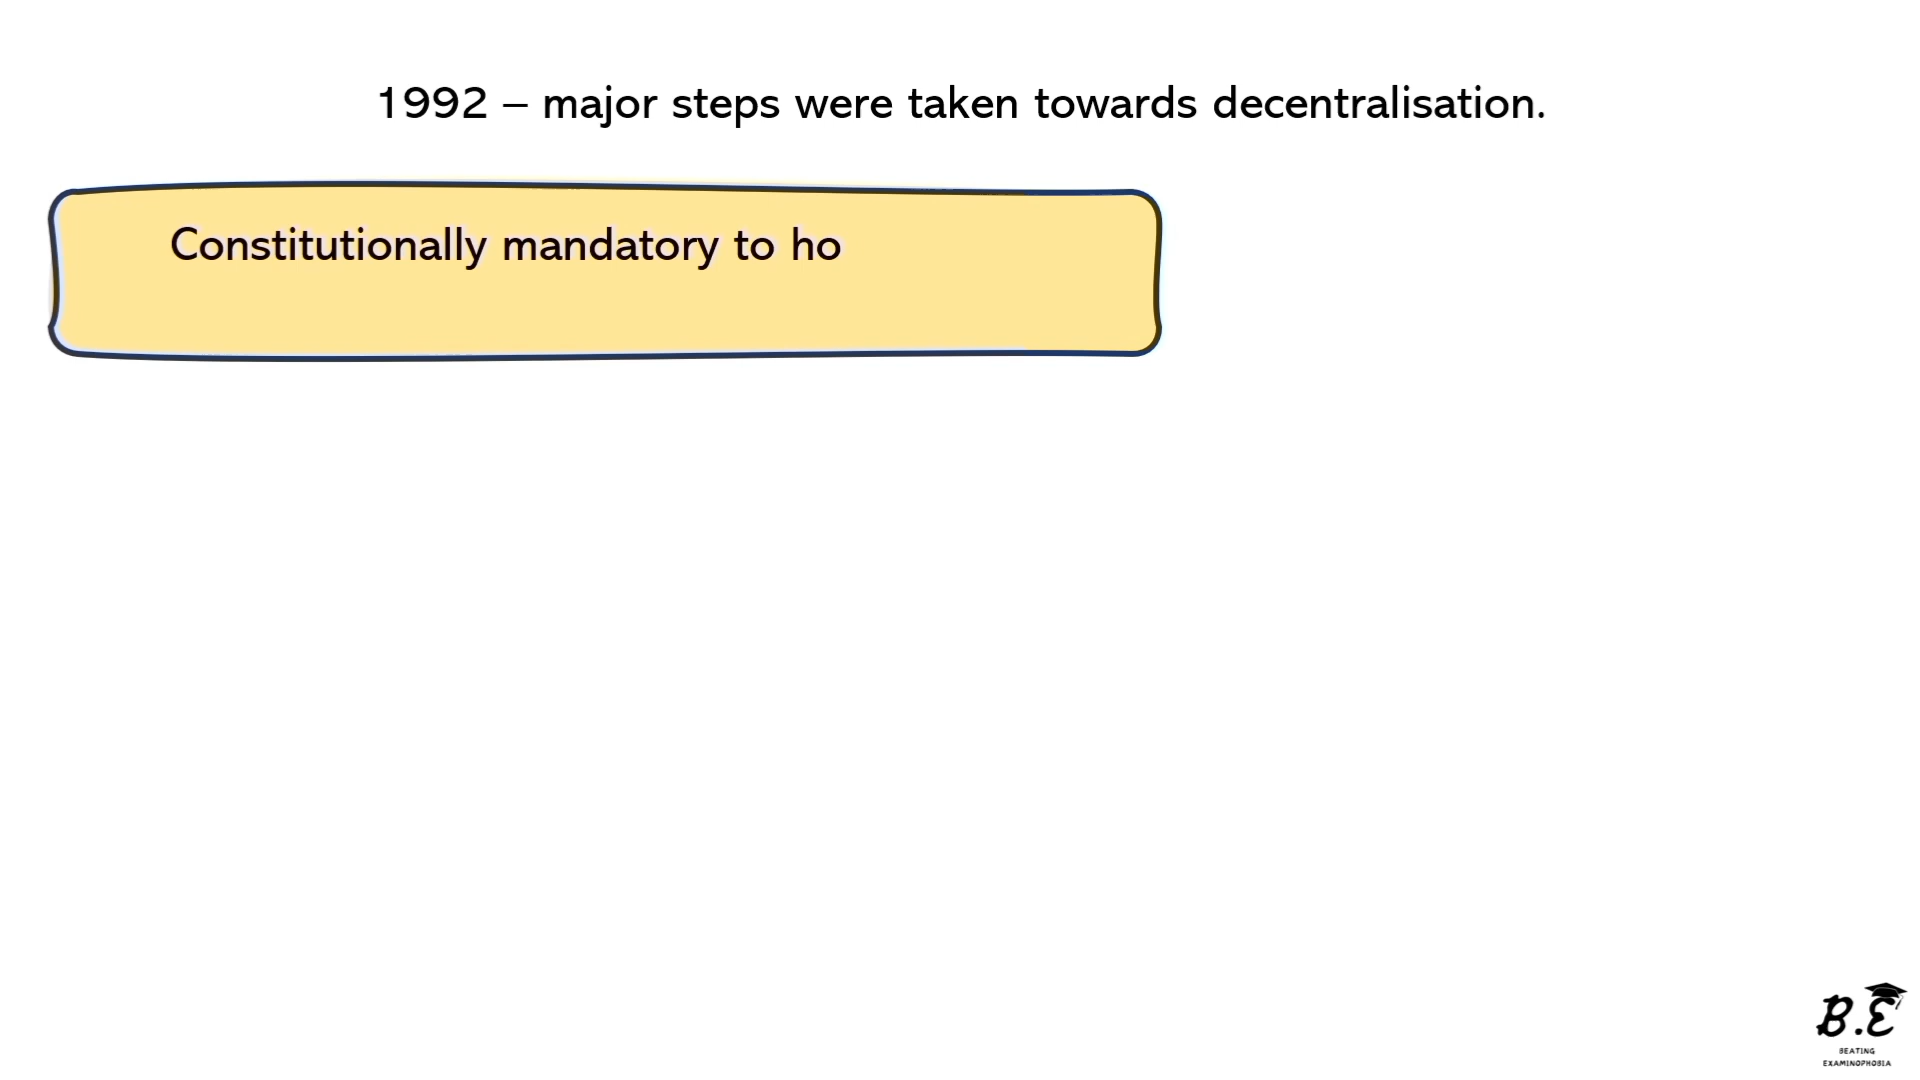 1992 – major steps were taken towards decentralisation.
Constitutionally mandatory to ho
B.E
BEATING
EXAMINOPHOBIA